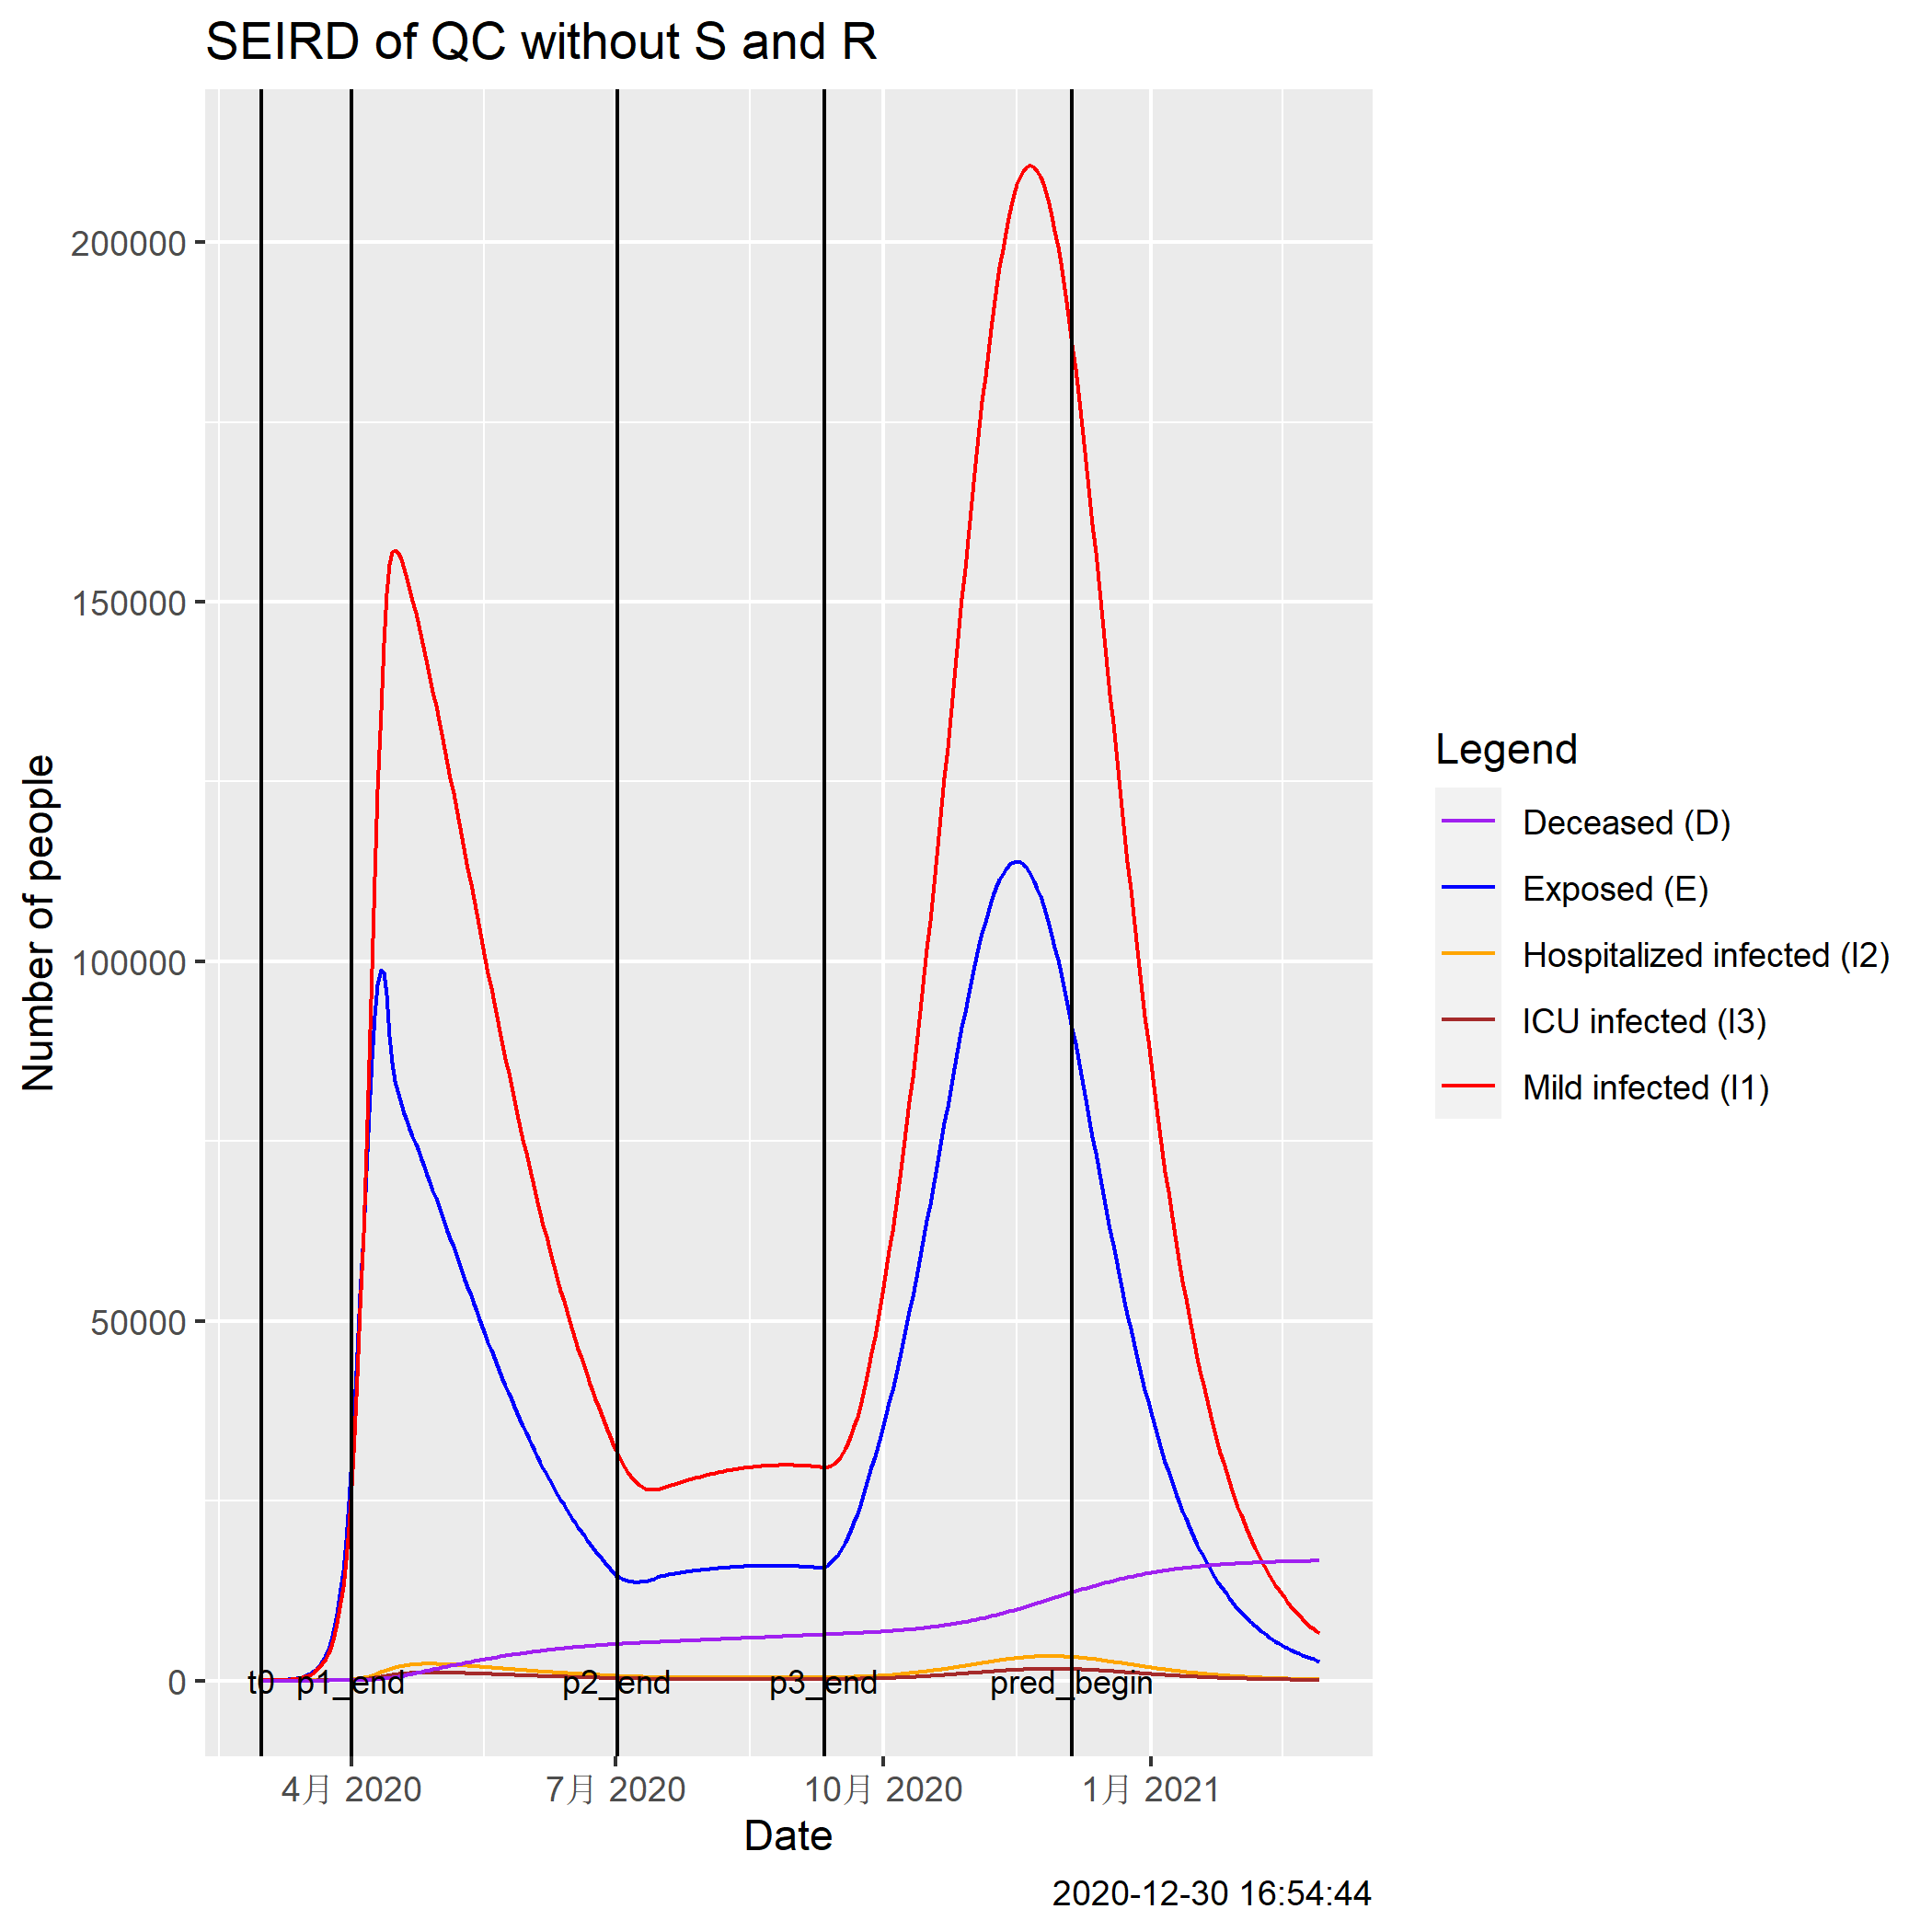 SEIRD of QC without S and R
Number of people
200000
150000
100000
50000
0
t0 p1_end p2_end p3_end pred_begin
4月 2020 7月 2020 10月 2020 1月 2021
Date
2020-12-30 16:54:44
Legend
Deceased (D)
Exposed (E)
Hospitalized infected (I2)
ICU infected (I3)
Mild infected (I1)